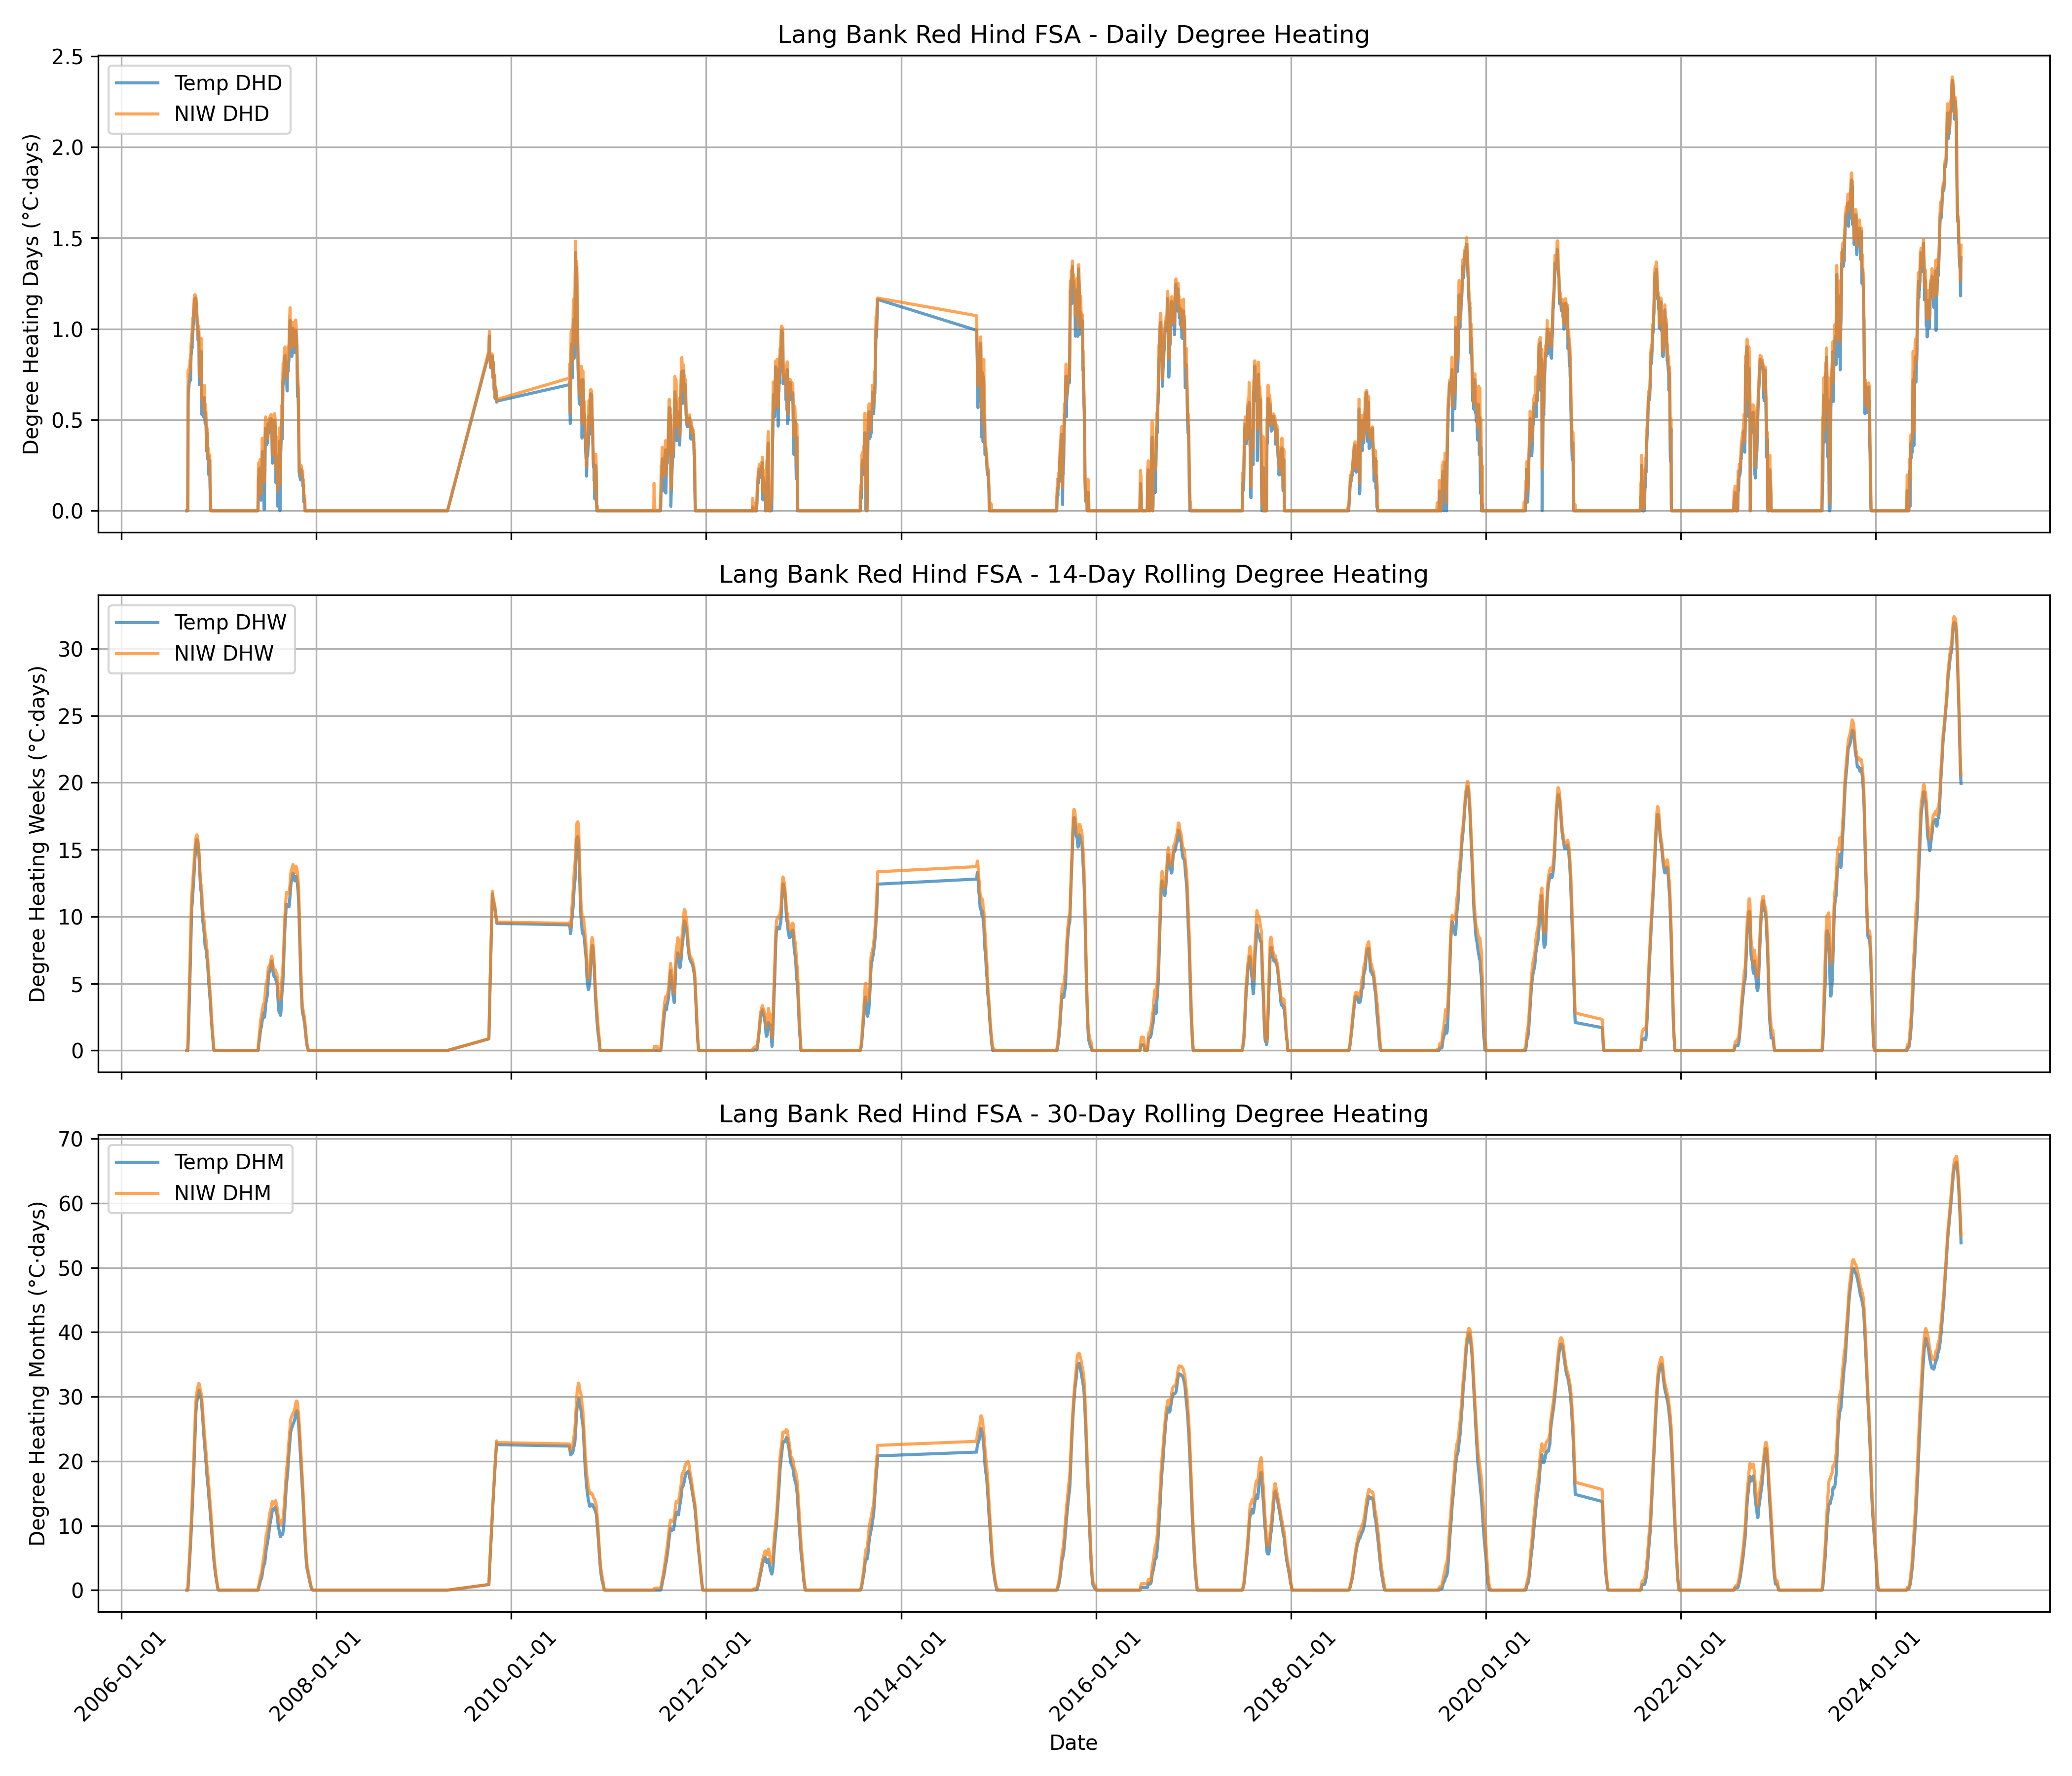 Lang Bank Red Hind FSA - Daily Degree Heating
Degree Heating Days (°C·days)
2.5
2.0
1.5
1.0
0.5
0.0
Temp DHD
NIW DHD
Lang Bank Red Hind FSA - 14-Day Rolling Degree Heating
Degree Heating Weeks (°C·days)
30
25
20
15
10
5
0
Temp DHW
NIW DHW
Lang Bank Red Hind FSA - 30-Day Rolling Degree Heating
Degree Heating Months (°C·days)
70
60
50
40
30
20
10
0
Temp DHM
NIW DHM
2006-01-01
2008-01-01
2010-01-01
2012-01-01
2014-01-01
2016-01-01
2018-01-01
2020-01-01
2022-01-01
2024-01-01
Date